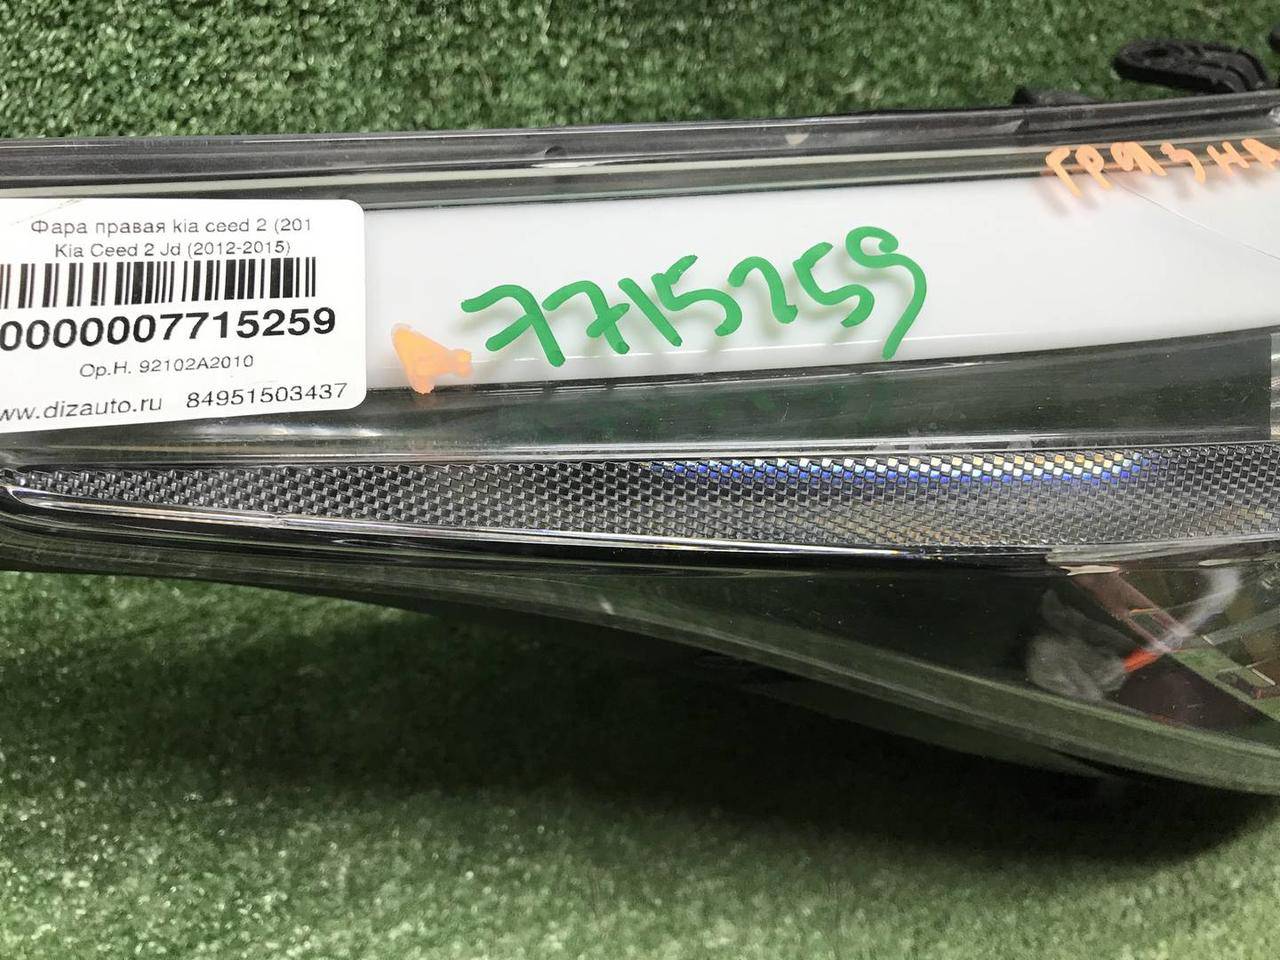 Фара правая kia ceed 2 (201
Kia Ceed 2 Jd (2012-2015)
0000007715259
Ор.Н. 92102A2010
ww.dizauto.ru 84951503437
7715259
ГРЯЗНА